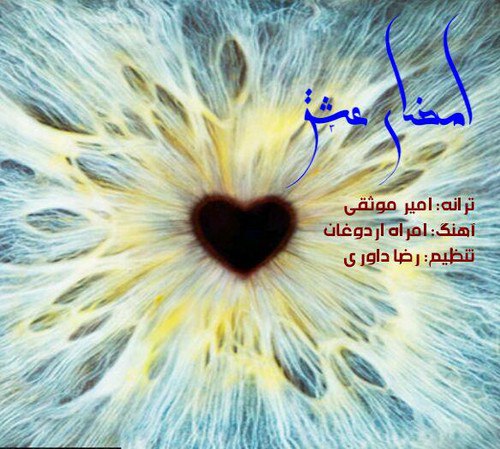 امضای عشق
ترانه: امیر موثقی
آهنگ: امراه اردوغان
تنظیم: رضا داوری